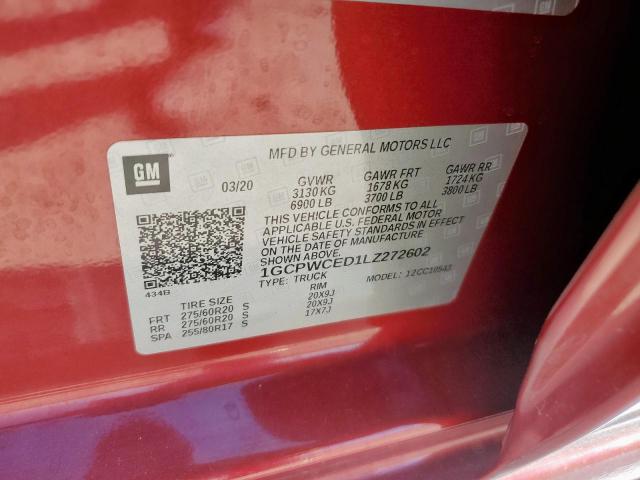 GM
MFD BY GENERAL MOTORS LLC
03/20
GVWR GAWR FRT GAWR RR
3130 KG 1678 KG 1724 KG
6900 LB 3700 LB 3800 LB
THIS VEHICLE CONFORMS TO ALL
APPLICABLE U.S. FEDERAL MOTOR
VEHICLE SAFETY STANDARDS IN EFFECT
ON THE DATE OF MANUFACTURE
1GCPWCED1LZ272602
TYPE: TRUCK MODEL: 12CC10543
434B
TIRE SIZE RIM
FRT 275/60R20 S 20X9J
RR 275/60R20 S 20X9J
SPA 255/80R17 S 17X7J